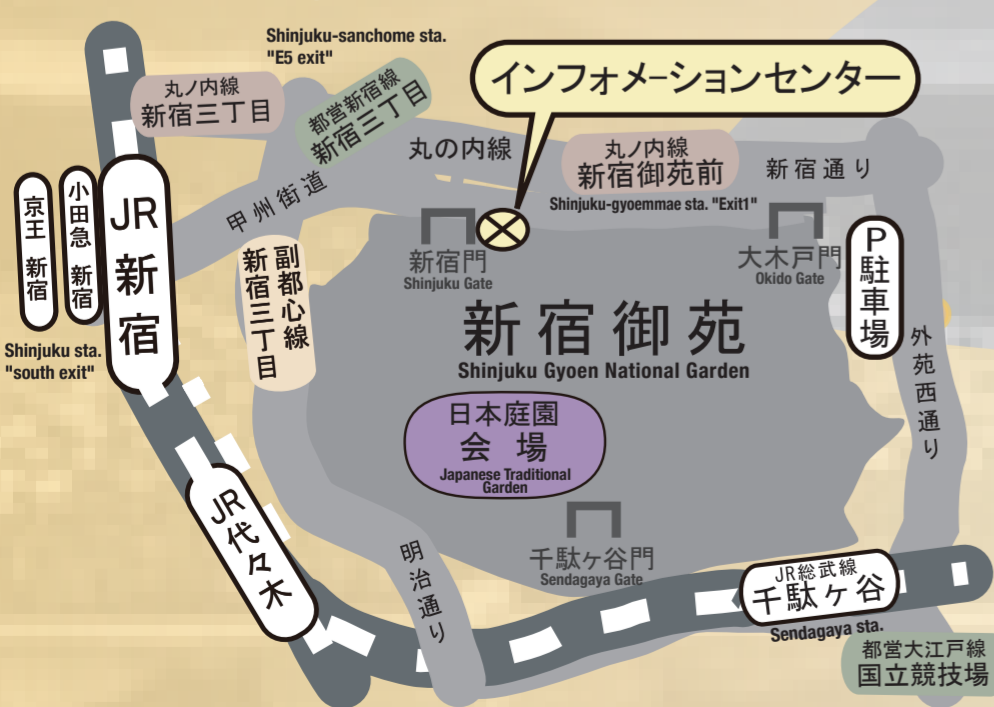 Shinjuku-sanchome sta.
"E5 exit"
インフォメーションセンター
丸ノ内線
新宿三丁目
都営新宿線
新宿三丁目
丸の内線
丸ノ内線
新宿御苑前
Shinjuku-gyoemmae sta. "Exit1"
新宿通り
京王 新宿
小田急 新宿
JR新宿
甲州街道
新宿門
Shinjuku Gate
大木戸門
Okido Gate
P駐車場
副都心線
新宿三丁目
Shinjuku sta.
"south exit"
新宿御苑
Shinjuku Gyoen National Garden
外苑西通り
日本庭園
会場
Japanese Traditional
Garden
JR代々木
明治通り
千駄ヶ谷門
Sendagaya Gate
JR総武線
千駄ヶ谷
Sendagaya sta.
都営大江戸線
国立競技場